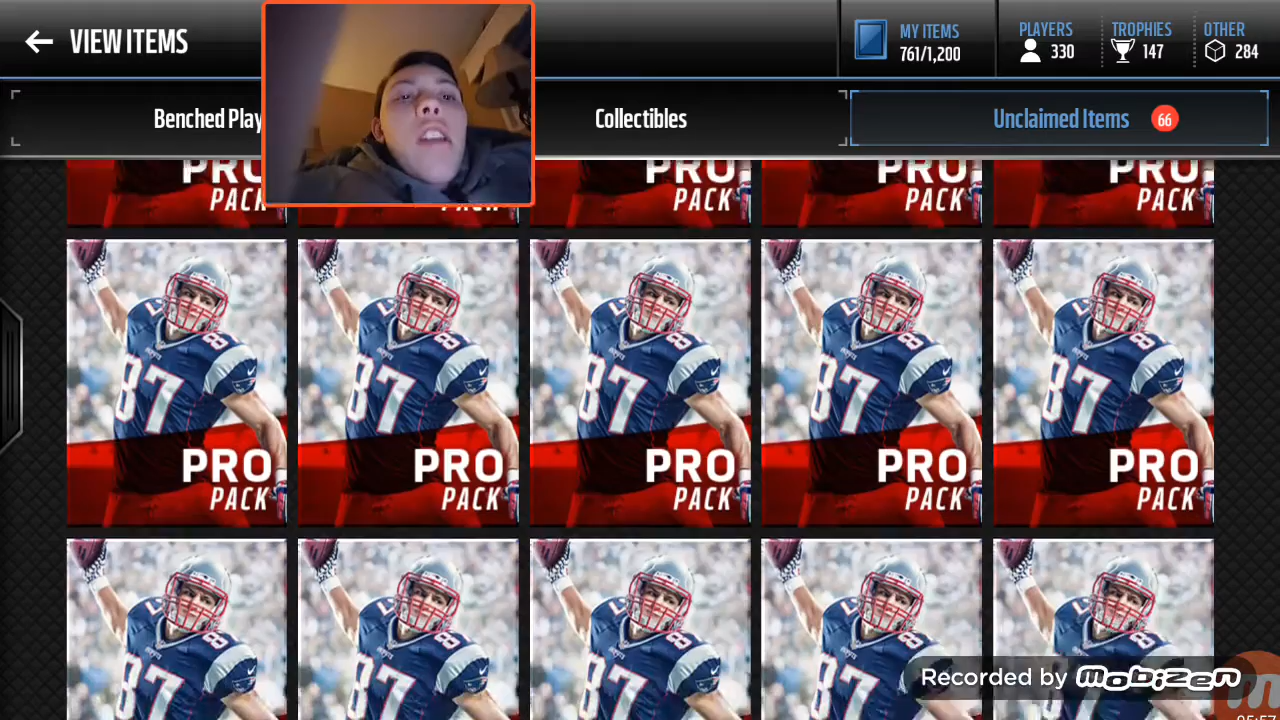 VIEW ITEMS
MY ITEMS
761/1,200
PLAYERS
330
TROPHIES
147
OTHER
284
Benched Play
Collectibles
Unclaimed Items 66
PRO PRO PRO PRO
PACK PACK PACK PACK PACK
87 87 87 87 87
PRO PRO PRO PRO PRO
PACK PACK PACK PACK PACK
87 87 87 87 87
Recorded by mobizen